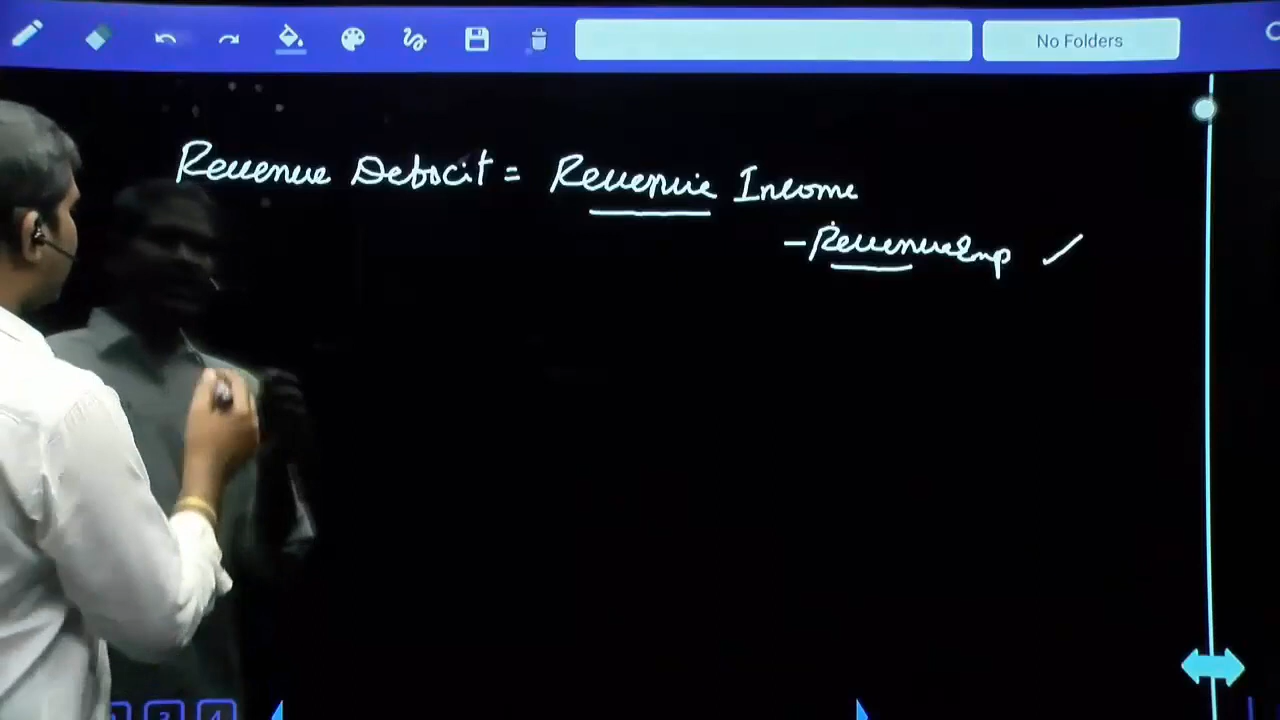 No Folders
Revenue Deficit = Revenue Income
- Revenue Exp ✓